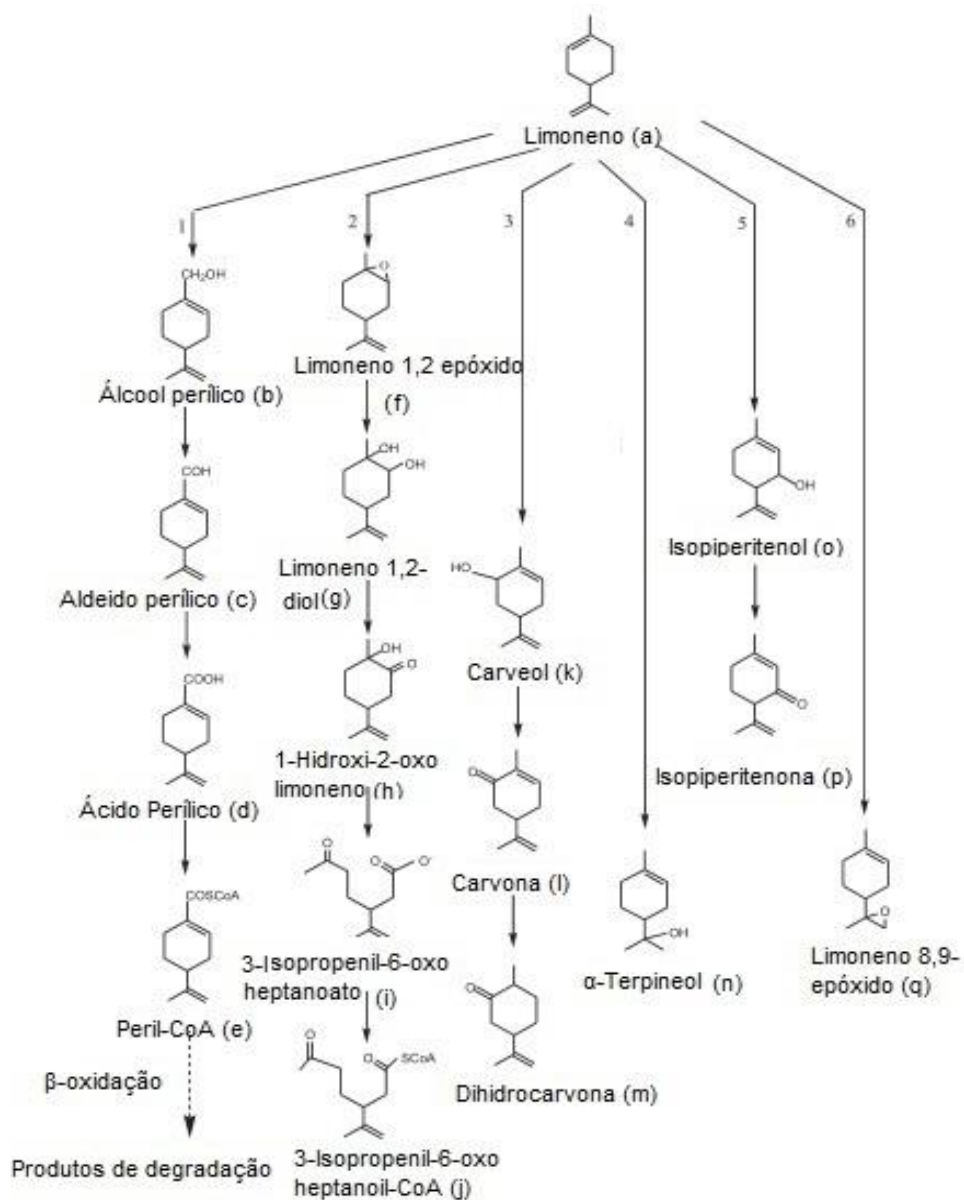 Limoneno (a)
1
2
3
4
5
6
CH₂OH
Álcool perílico (b)
COH
Aldeido perílico (c)
COOH
Ácido Perílico (d)
COSCoA
Peril-CoA (e)
β-oxidação
Produtos de degradação
O
Limoneno 1,2 epóxido
(f)
OH
OH
Limoneno 1,2-
diol(g)
OH
O
1-Hidroxi-2-oxo
limoneno (h)
O
O
O⁻
3-Isopropenil-6-oxo
heptanoato (i)
O
O
SCoA
3-Isopropenil-6-oxo
heptanoil-CoA (j)
HO
Carveol (k)
O
Carvona (l)
O
Dihidrocarvona (m)
OH
α-Terpineol (n)
OH
Isopiperitenol (o)
O
Isopiperitenona (p)
O
Limoneno 8,9-
epóxido (q)